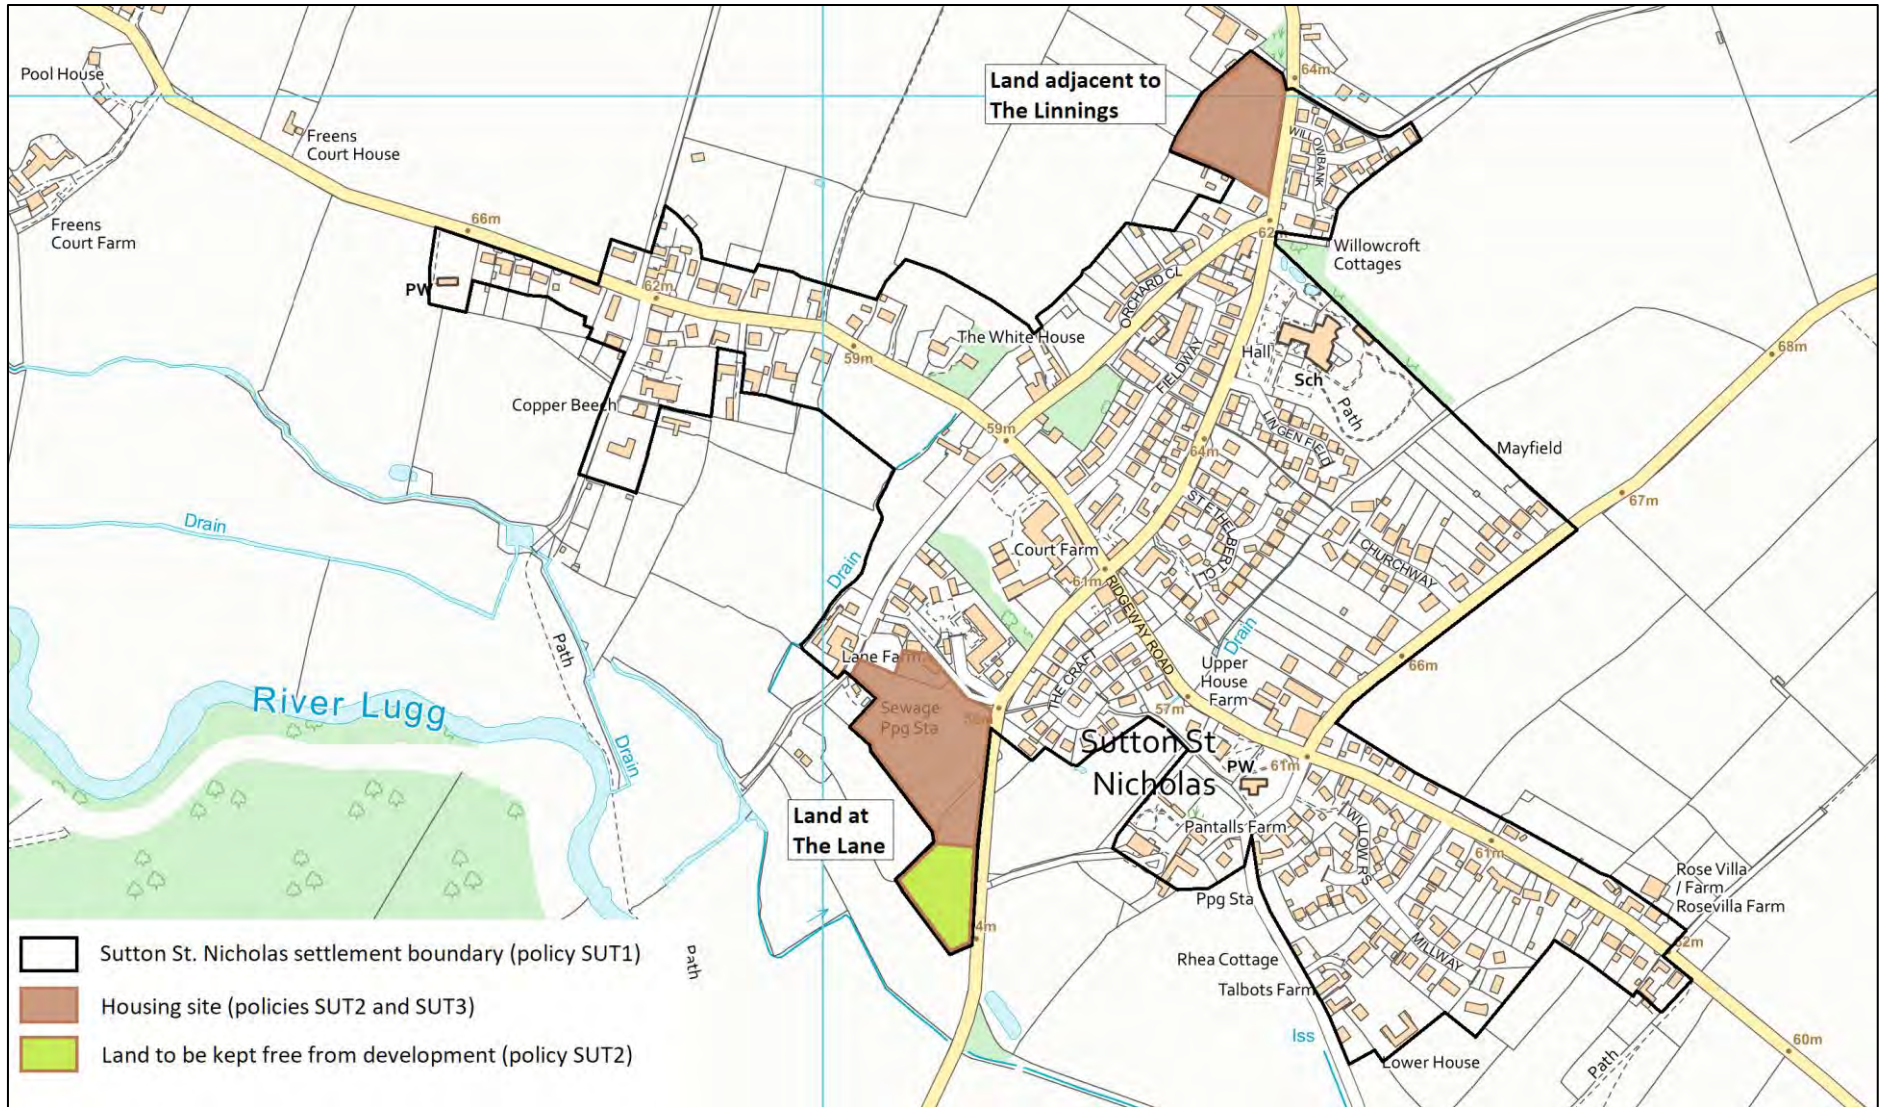 Pool House
Freens
Court House
Freens
Court Farm
66m
PW
62m
Copper Beech
59m
The White House
59m
Land adjacent to
The Linnings
64m
WILLOWBANK
62m
Willowcroft
Cottages
ORCHARD CL
FIELDWAY
Hall
Sch
Path
LINGEN FIELD
64m
Mayfield
68m
67m
ST ETHELBERT CL
CHURCHWAY
Court Farm
61m
RIDGEWAY ROAD
Drain
66m
Upper
House
Farm
Drain
Drain
Path
River Lugg
Drain
Lane Farm
Sewage
Ppg Sta
THE CRAFT
57m
Sutton St
Nicholas
PW
61m
Land at
The Lane
Pantalls Farm
WILLOW RS
61m
Ppg Sta
Rose Villa
/ Farm
Rosevilla Farm
4m
MILLWAY
62m
Rhea Cottage
Talbots Farm
Iss
Lower House
Path
60m
Path
Sutton St. Nicholas settlement boundary (policy SUT1)
Housing site (policies SUT2 and SUT3)
Land to be kept free from development (policy SUT2)